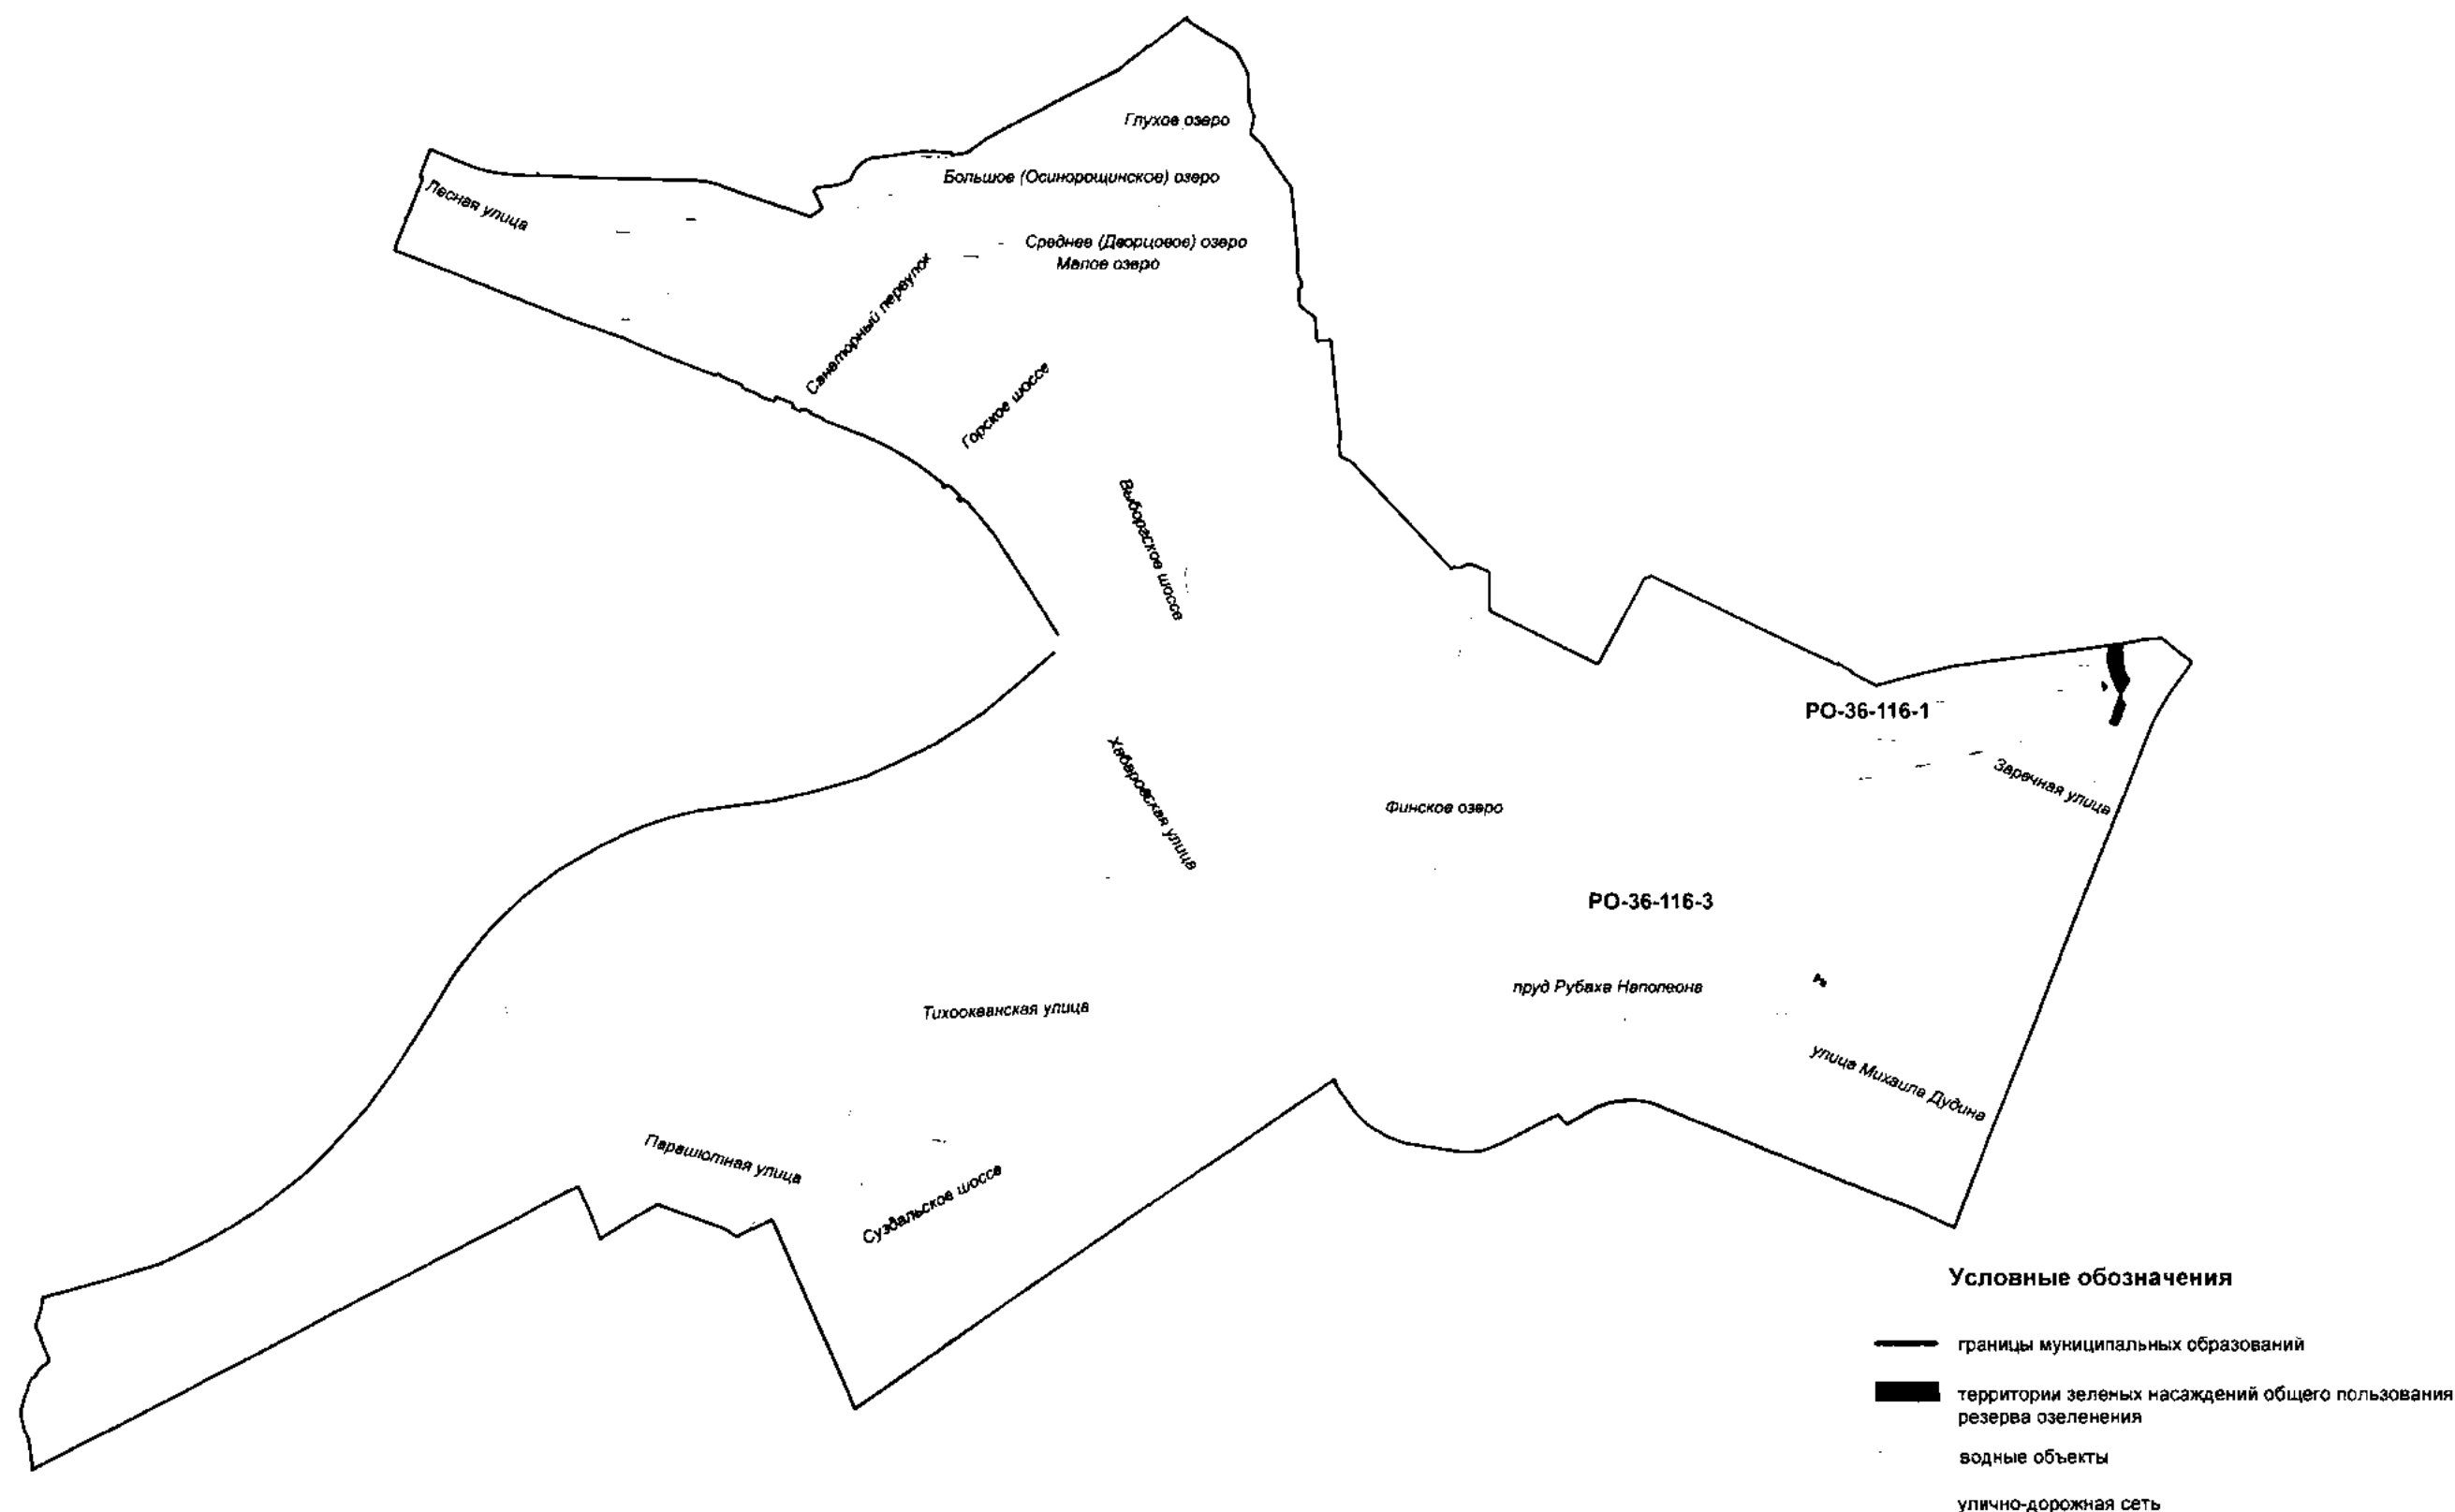 Глухое озеро
Большое (Осинорощинское) озеро
Лесная улица
Среднее (Дворцовое) озеро
Малое озеро
Санаторный переулок
Горское шоссе
Выборгское шоссе
РО-36-116-1
Хабаровская улица
Заречная улица
Финское озеро
РО-36-116-3
пруд Рубаха Наполеона
Тихоокеанская улица
улица Михаила Дудина
Парашютная улица
Суздальское шоссе
Условные обозначения
границы муниципальных образований
территории зеленых насаждений общего пользования
резерва озеленения
водные объекты
улично-дорожная сеть